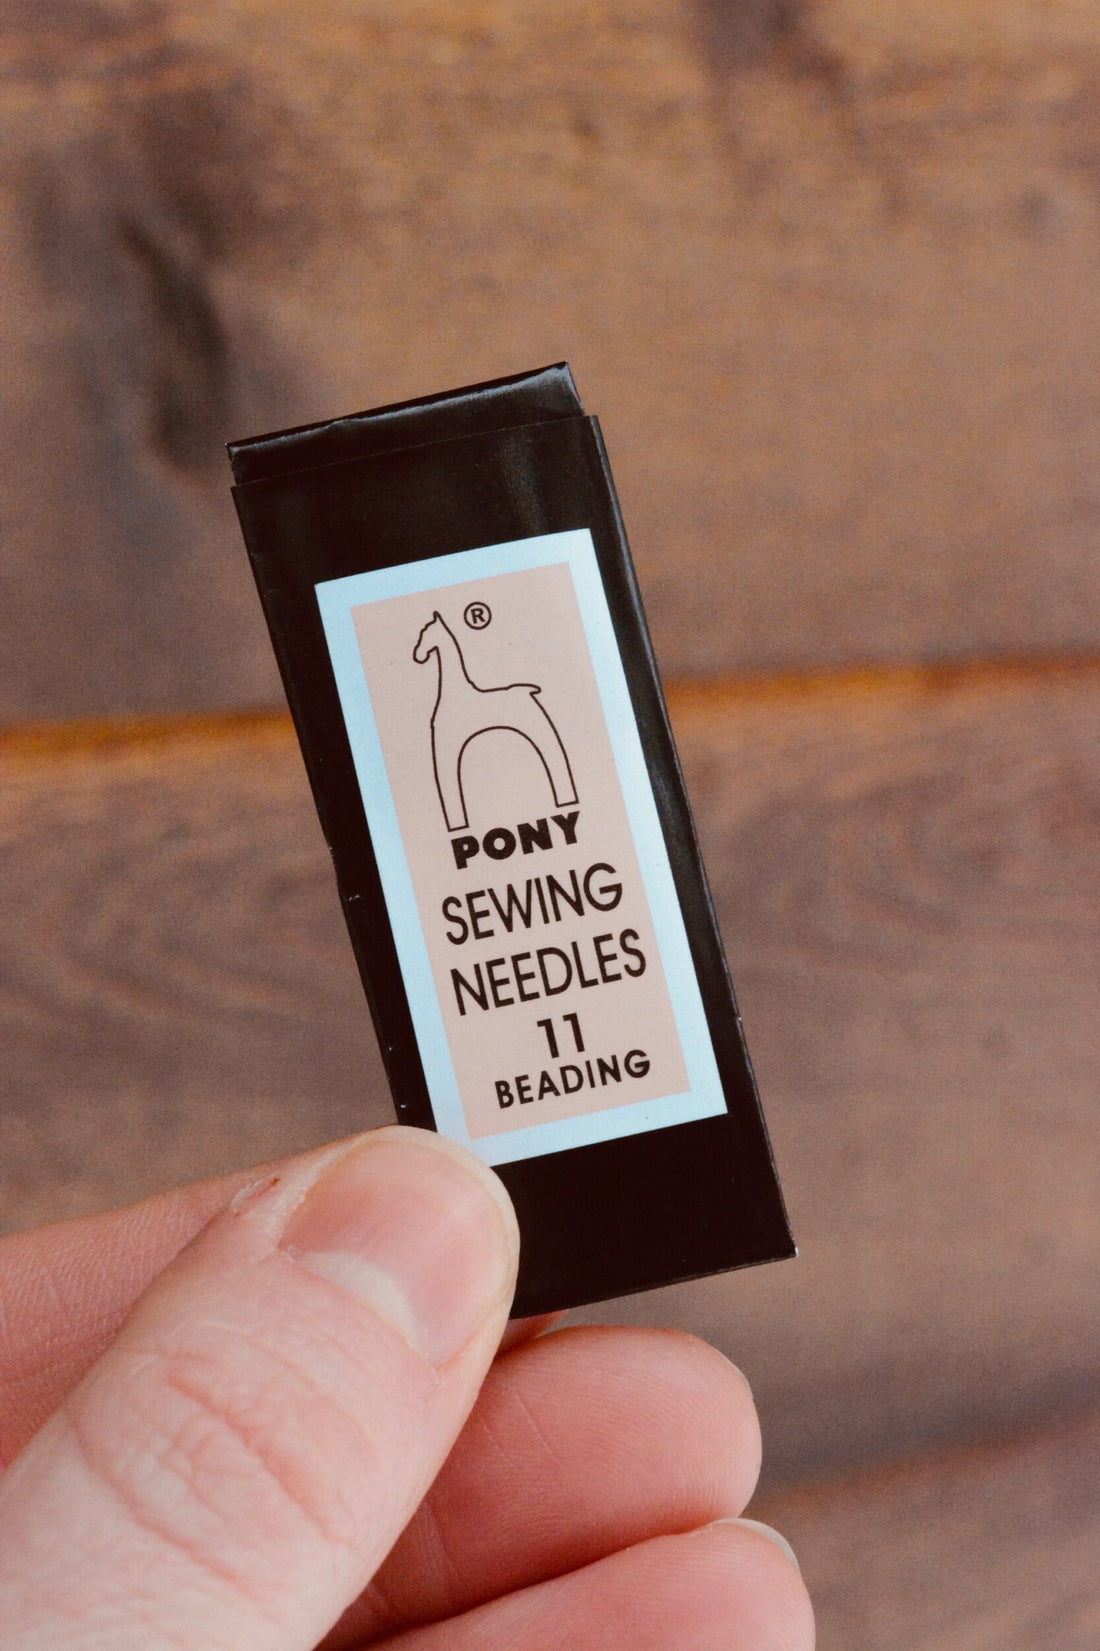 ®
PONY
SEWING
NEEDLES
11
BEADING